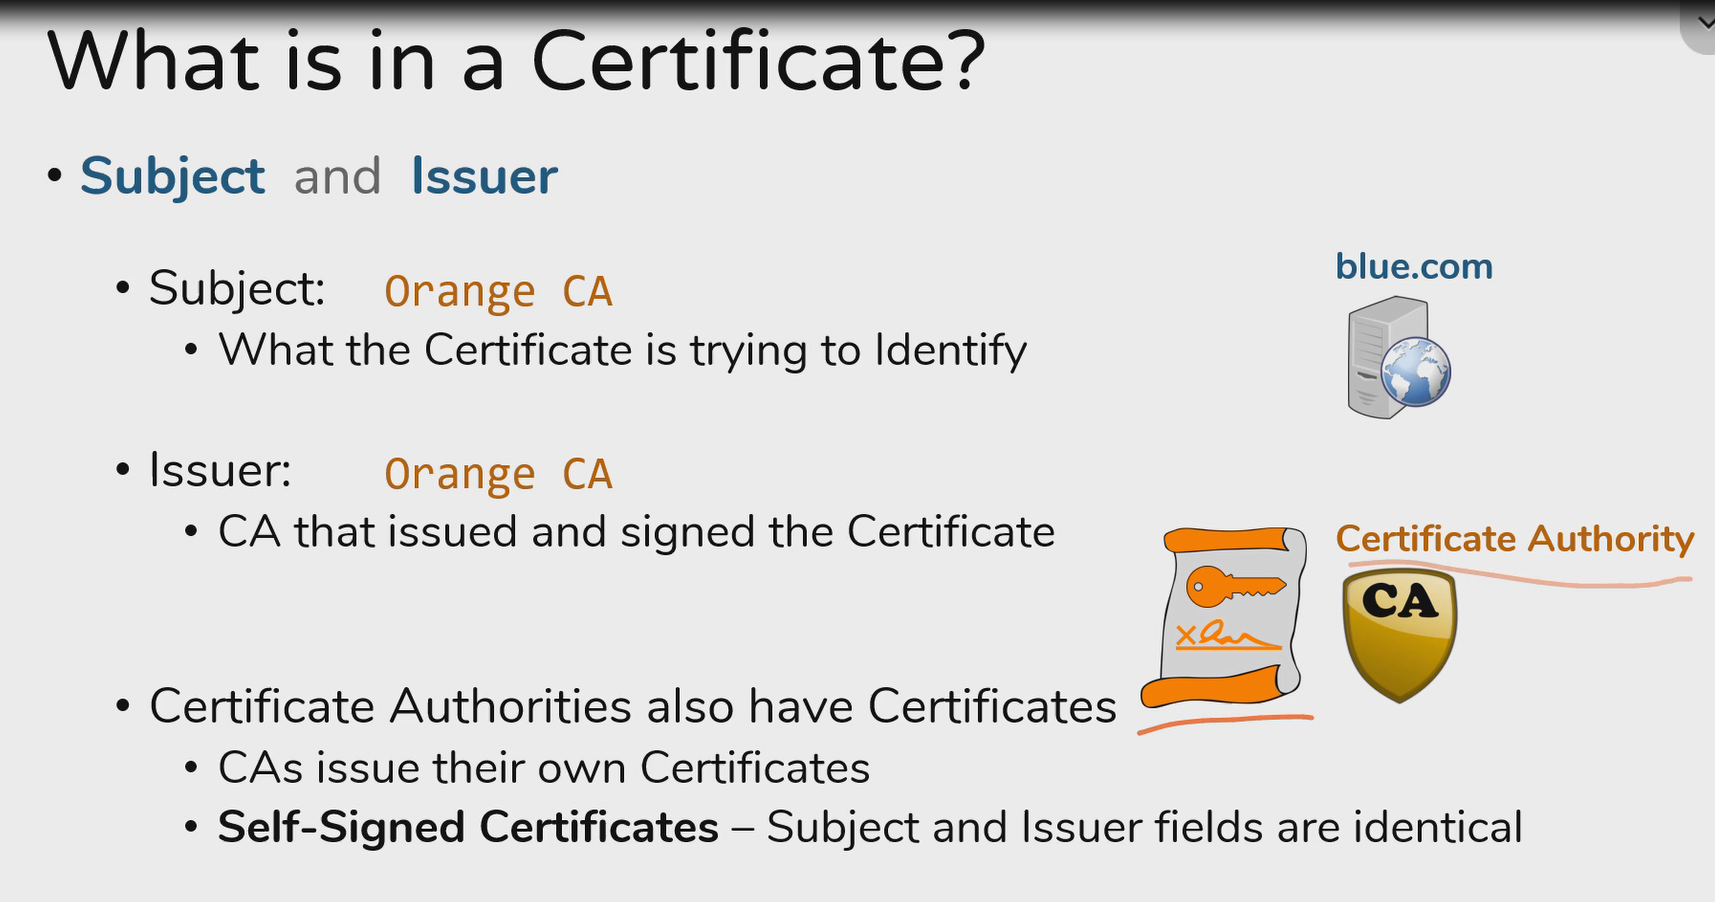 What is in a Certificate?
• Subject and Issuer
• Subject: Orange CA
• What the Certificate is trying to Identify
blue.com
• Issuer: Orange CA
• CA that issued and signed the Certificate
Certificate Authority
CA
• Certificate Authorities also have Certificates
• CAs issue their own Certificates
• Self-Signed Certificates – Subject and Issuer fields are identical